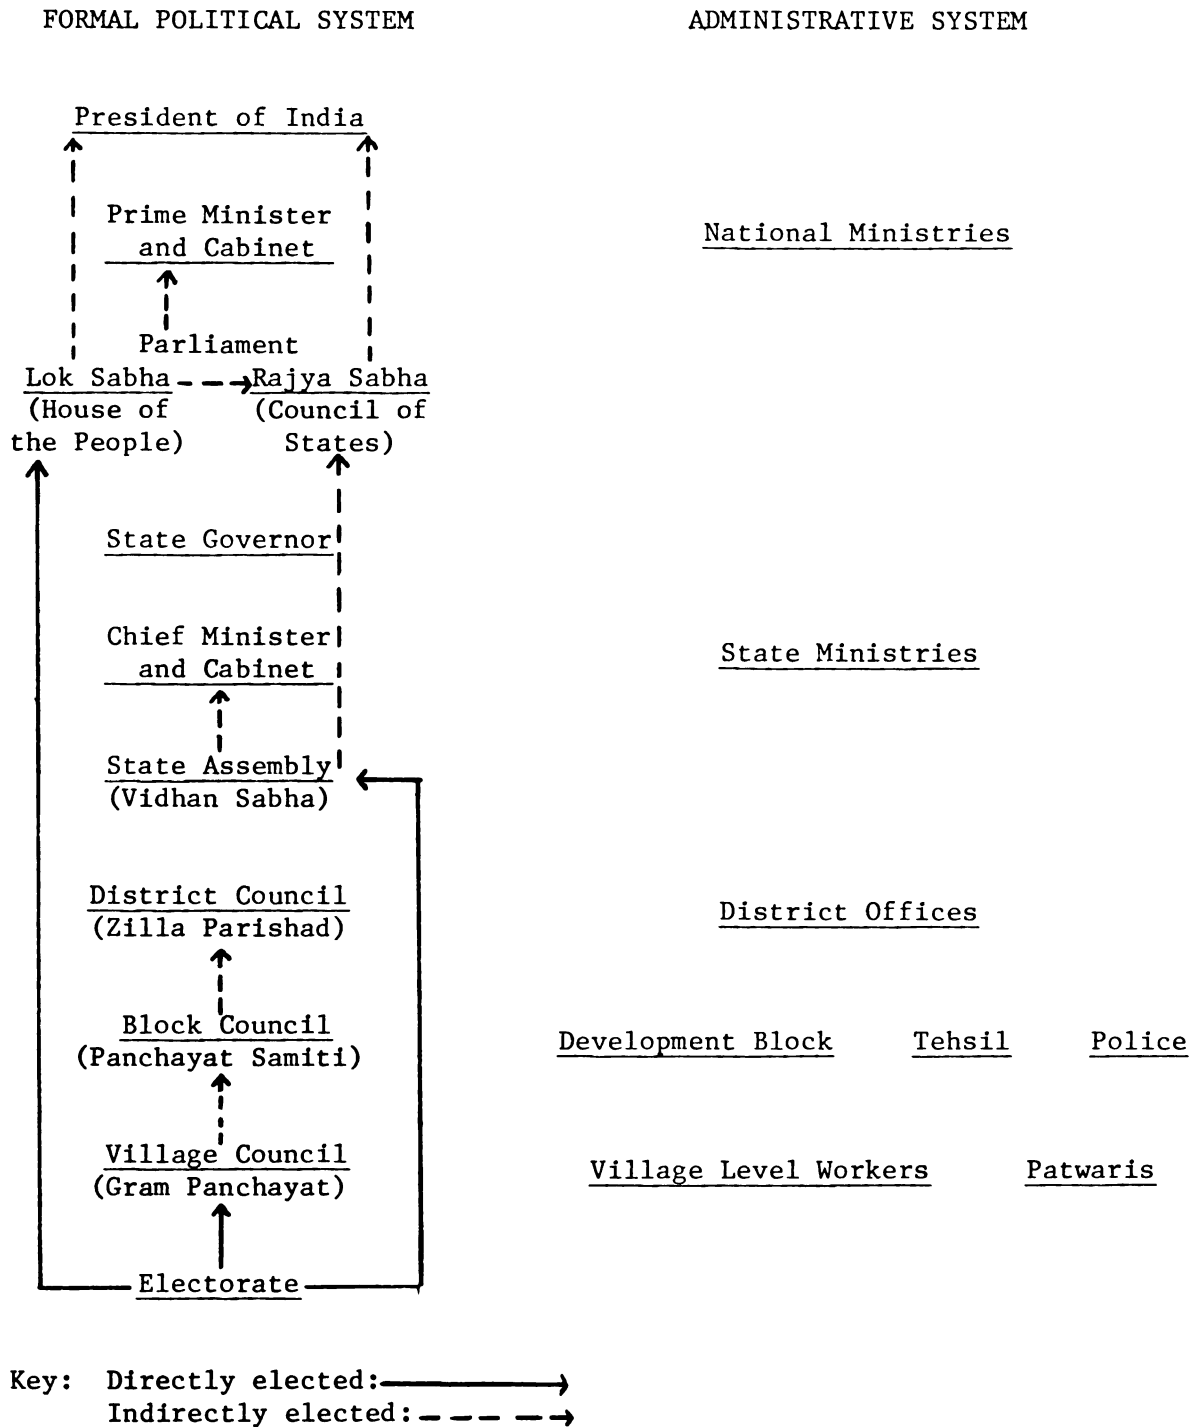 FORMAL POLITICAL SYSTEM ADMINISTRATIVE SYSTEM
President of India
Prime Minister
and Cabinet
National Ministries
Parliament
Lok Sabha Rajya Sabha
(House of (Council of
the People) States)
State Governor
Chief Minister
and Cabinet
State Ministries
State Assembly
(Vidhan Sabha)
District Council
(Zilla Parishad)
District Offices
Block Council
(Panchayat Samiti)
Development Block Tehsil Police
Village Council
(Gram Panchayat)
Village Level Workers Patwaris
Electorate
Key: Directly elected:
Indirectly elected: